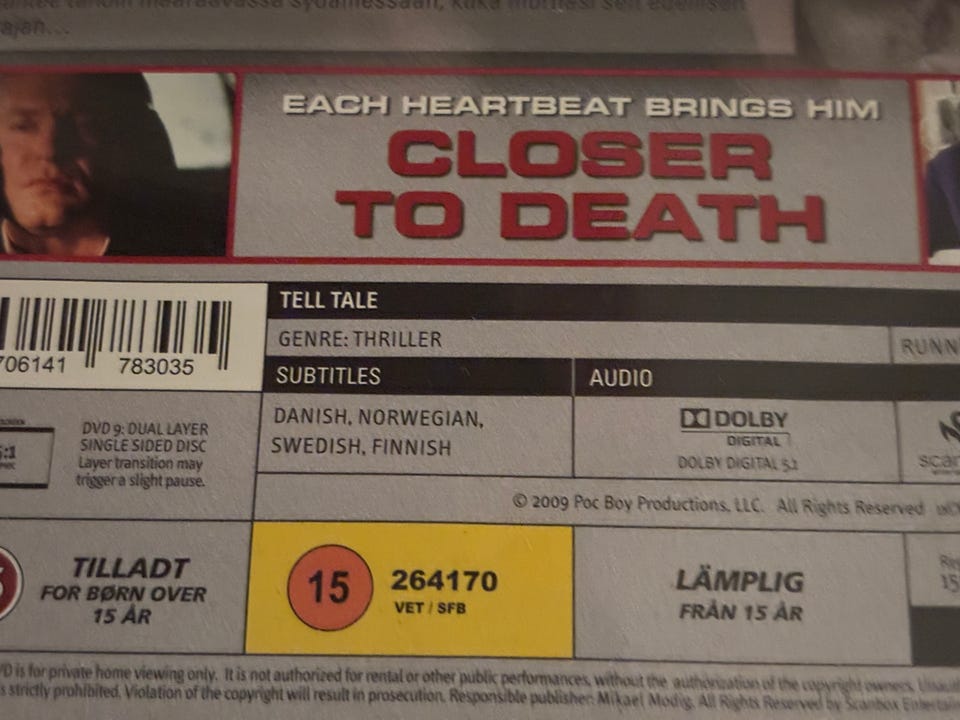 sydämessään, kuka
EACH HEARTBEAT BRINGS HIM
CLOSER
TO DEATH
TELL TALE
GENRE: THRILLER
RUNN
SUBTITLES
AUDIO
DANISH, NORWEGIAN,
SWEDISH, FINNISH
DOLBY
DIGITAL
DOLBY DIGITAL 5.1
706141 783035
DVD 9: DUAL LAYER
SINGLE SIDED DISC
Layer transition may
trigger a slight pause.
© 2009 Poc Boy Productions, LLC. All Rights Reserved
TILLADT
FOR BØRN OVER
15 ÅR
15
264170
VET / SFB
LÄMPLIG
FRÅN 15 ÅR
is for private home viewing only. It is not authorized for rental or other public performances, without the authorization of the copyright owners.
strictly prohibited. Violation of the copyright will result in prosecution. Responsible publisher: Mikael Modig. All Rights Reserved by Scanbox